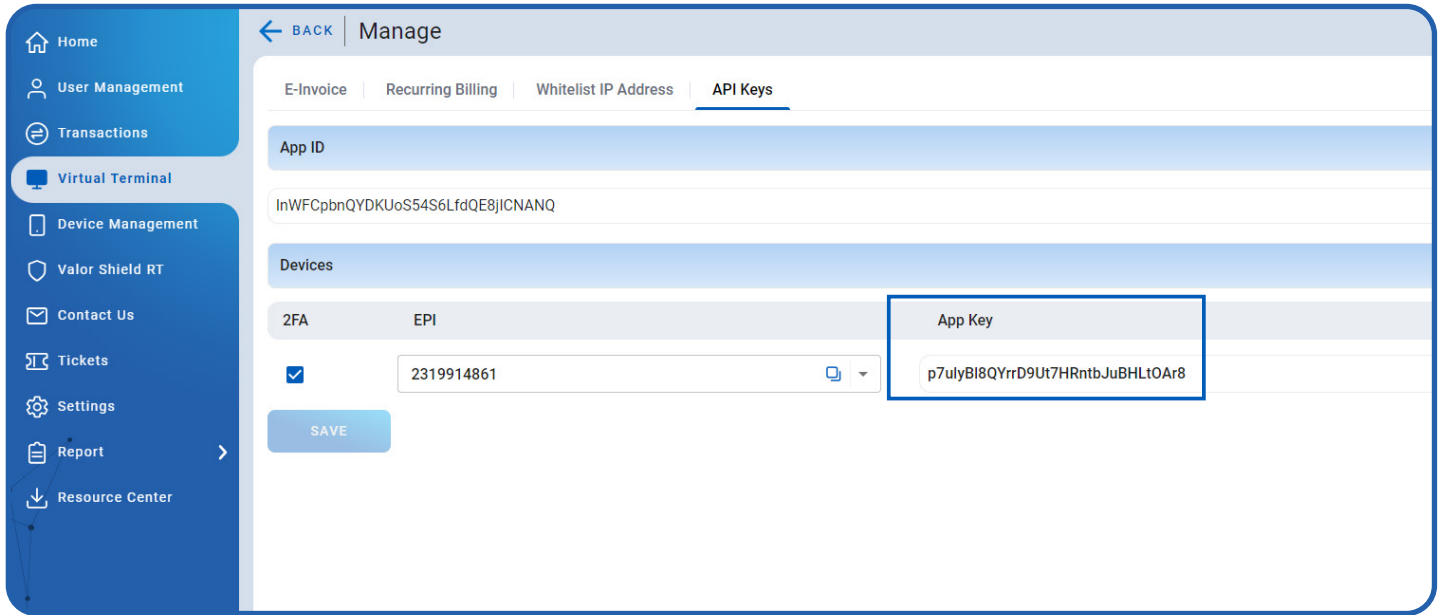 Home
User Management
Transactions
Virtual Terminal
Device Management
Valor Shield RT
Contact Us
Tickets
Settings
Report
Resource Center
BACK Manage
E-Invoice Recurring Billing Whitelist IP Address API Keys
App ID
InWFCpbnQYDKUoS54S6LfdQE8jICNANQ
Devices
2FA EPI App Key
2319914861 p7uIyBI8QYrrD9Ut7HRntbJuBHLtOAr8
SAVE